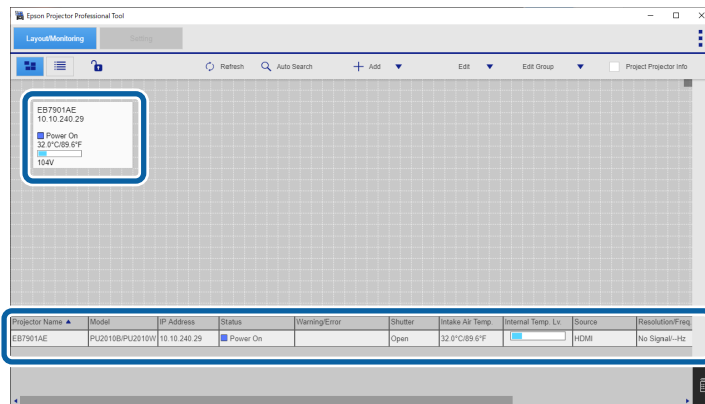 Epson Projector Professional Tool
Layout/Monitoring Setting
Refresh Auto Search Add Edit Edit Group Project Projector Info
EB7901AE
10.10.240.29
Power On
32.0°C/89.6°F
104V
Projector Name Model IP Address Status Warning/Error Shutter Intake Air Temp. Internal Temp. Lv. Source Resolution/Freq.
EB7901AE PU2010B/PU2010W 10.10.240.29 Power On Open 32.0°C/89.6°F HDMI No Signal/--Hz